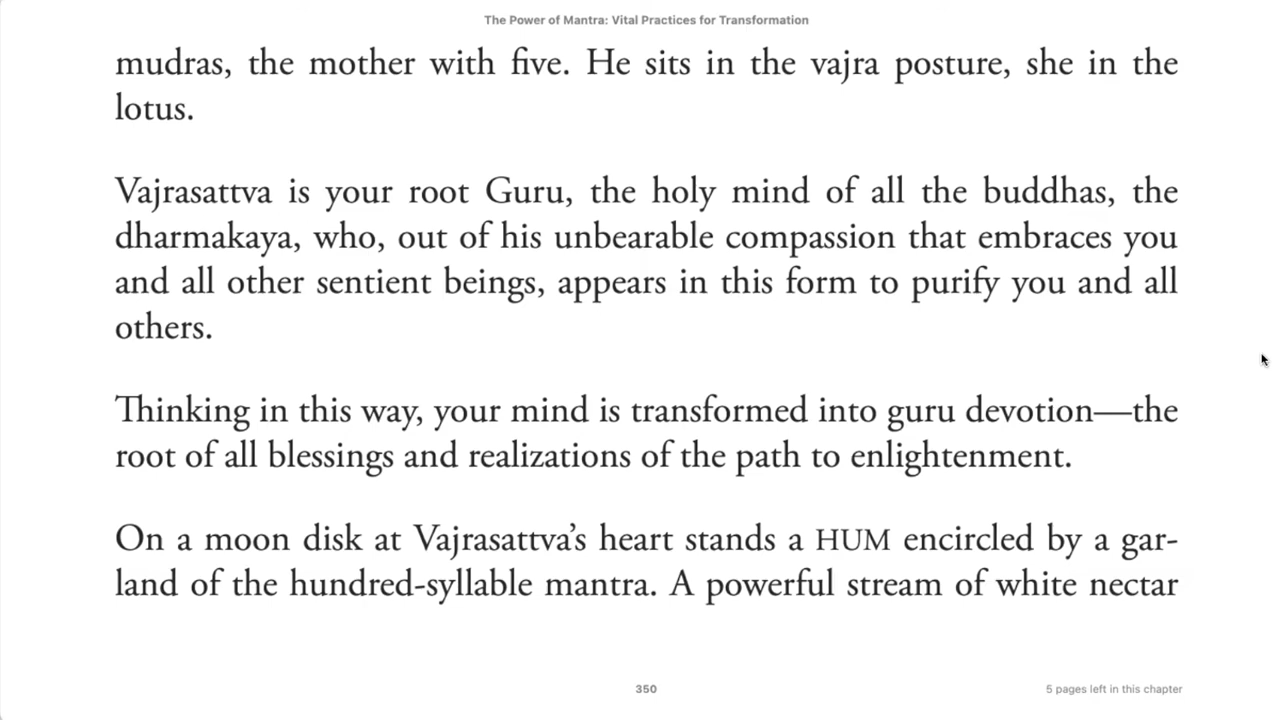 The Power of Mantra: Vital Practices for Transformation
mudras, the mother with five. He sits in the vajra posture, she in the
lotus.
Vajrasattva is your root Guru, the holy mind of all the buddhas, the
dharmakaya, who, out of his unbearable compassion that embraces you
and all other sentient beings, appears in this form to purify you and all
others.
Thinking in this way, your mind is transformed into guru devotion—the
root of all blessings and realizations of the path to enlightenment.
On a moon disk at Vajrasattva’s heart stands a HUM encircled by a gar-
land of the hundred-syllable mantra. A powerful stream of white nectar
350
5 pages left in this chapter